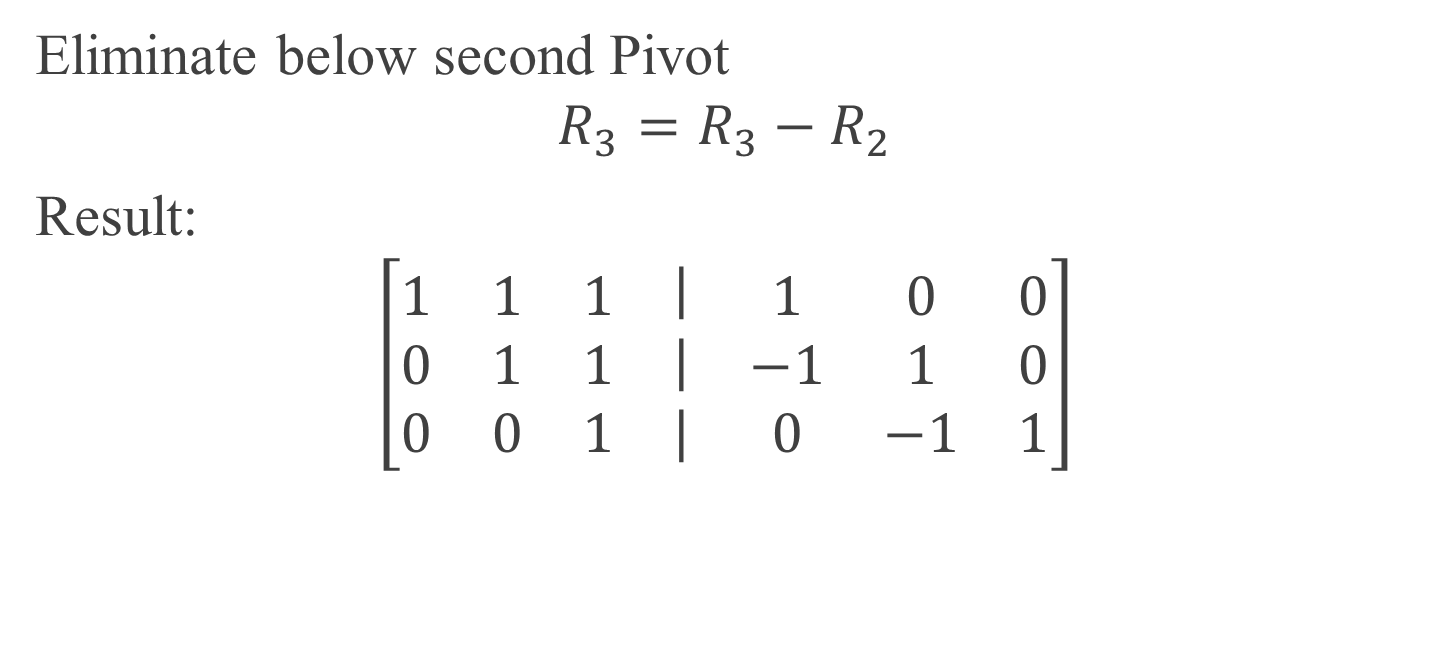 Eliminate below second Pivot
R₃ = R₃ − R₂
Result:
1 1 1 | 1 0 0
0 1 1 | −1 1 0
0 0 1 | 0 −1 1